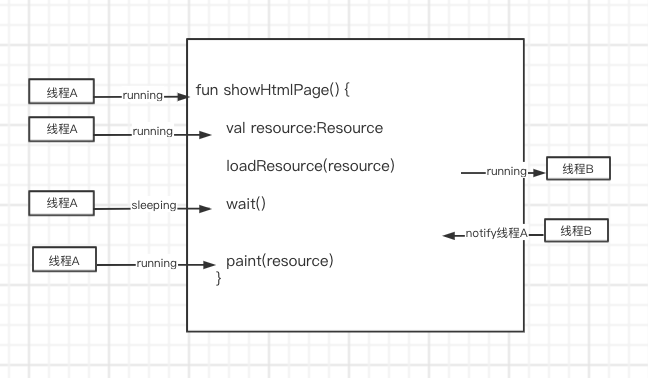 线程A running fun showHtmlPage() {
线程A running val resource:Resource
loadResource(resource) running 线程B
线程A sleeping wait()
notify线程A 线程B
线程A running paint(resource)
}